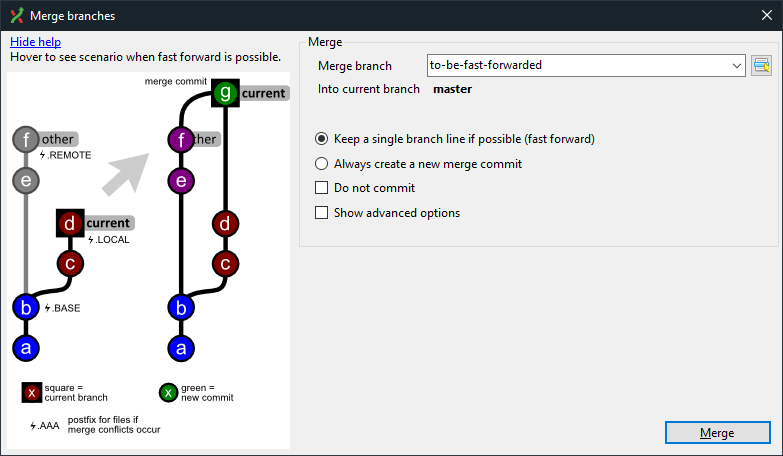 Merge branches
Hide help
Hover to see scenario when fast forward is possible.
merge commit
g current
f other
.REMOTE
f ther
e
e
d current
.LOCAL
d
c
c
b .BASE
b
a
a
x square =
current branch
x green =
new commit
.AAA postfix for files if
merge conflicts occur
Merge
Merge branch to-be-fast-forwarded
Into current branch master
Keep a single branch line if possible (fast forward)
Always create a new merge commit
Do not commit
Show advanced options
Merge